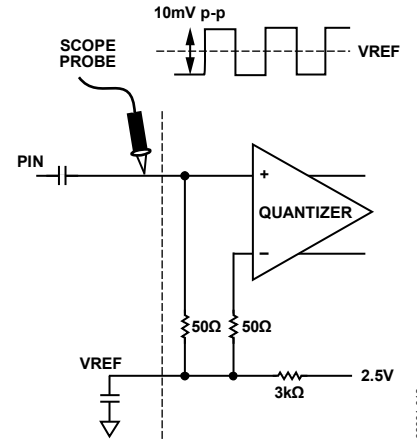 10mV p-p
VREF
SCOPE
PROBE
PIN
+
QUANTIZER
−
50Ω
50Ω
VREF
2.5V
3kΩ